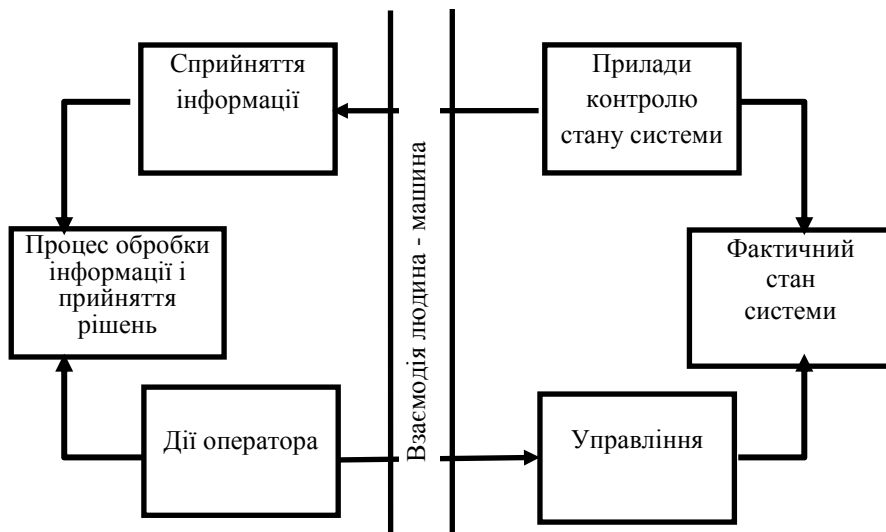 Сприйняття
інформації
Прилади
контролю
стану системи
Процес обробки
інформації і
прийняття
рішень
Взаємодія людина - машина
Фактичний
стан
системи
Дії оператора
Управління